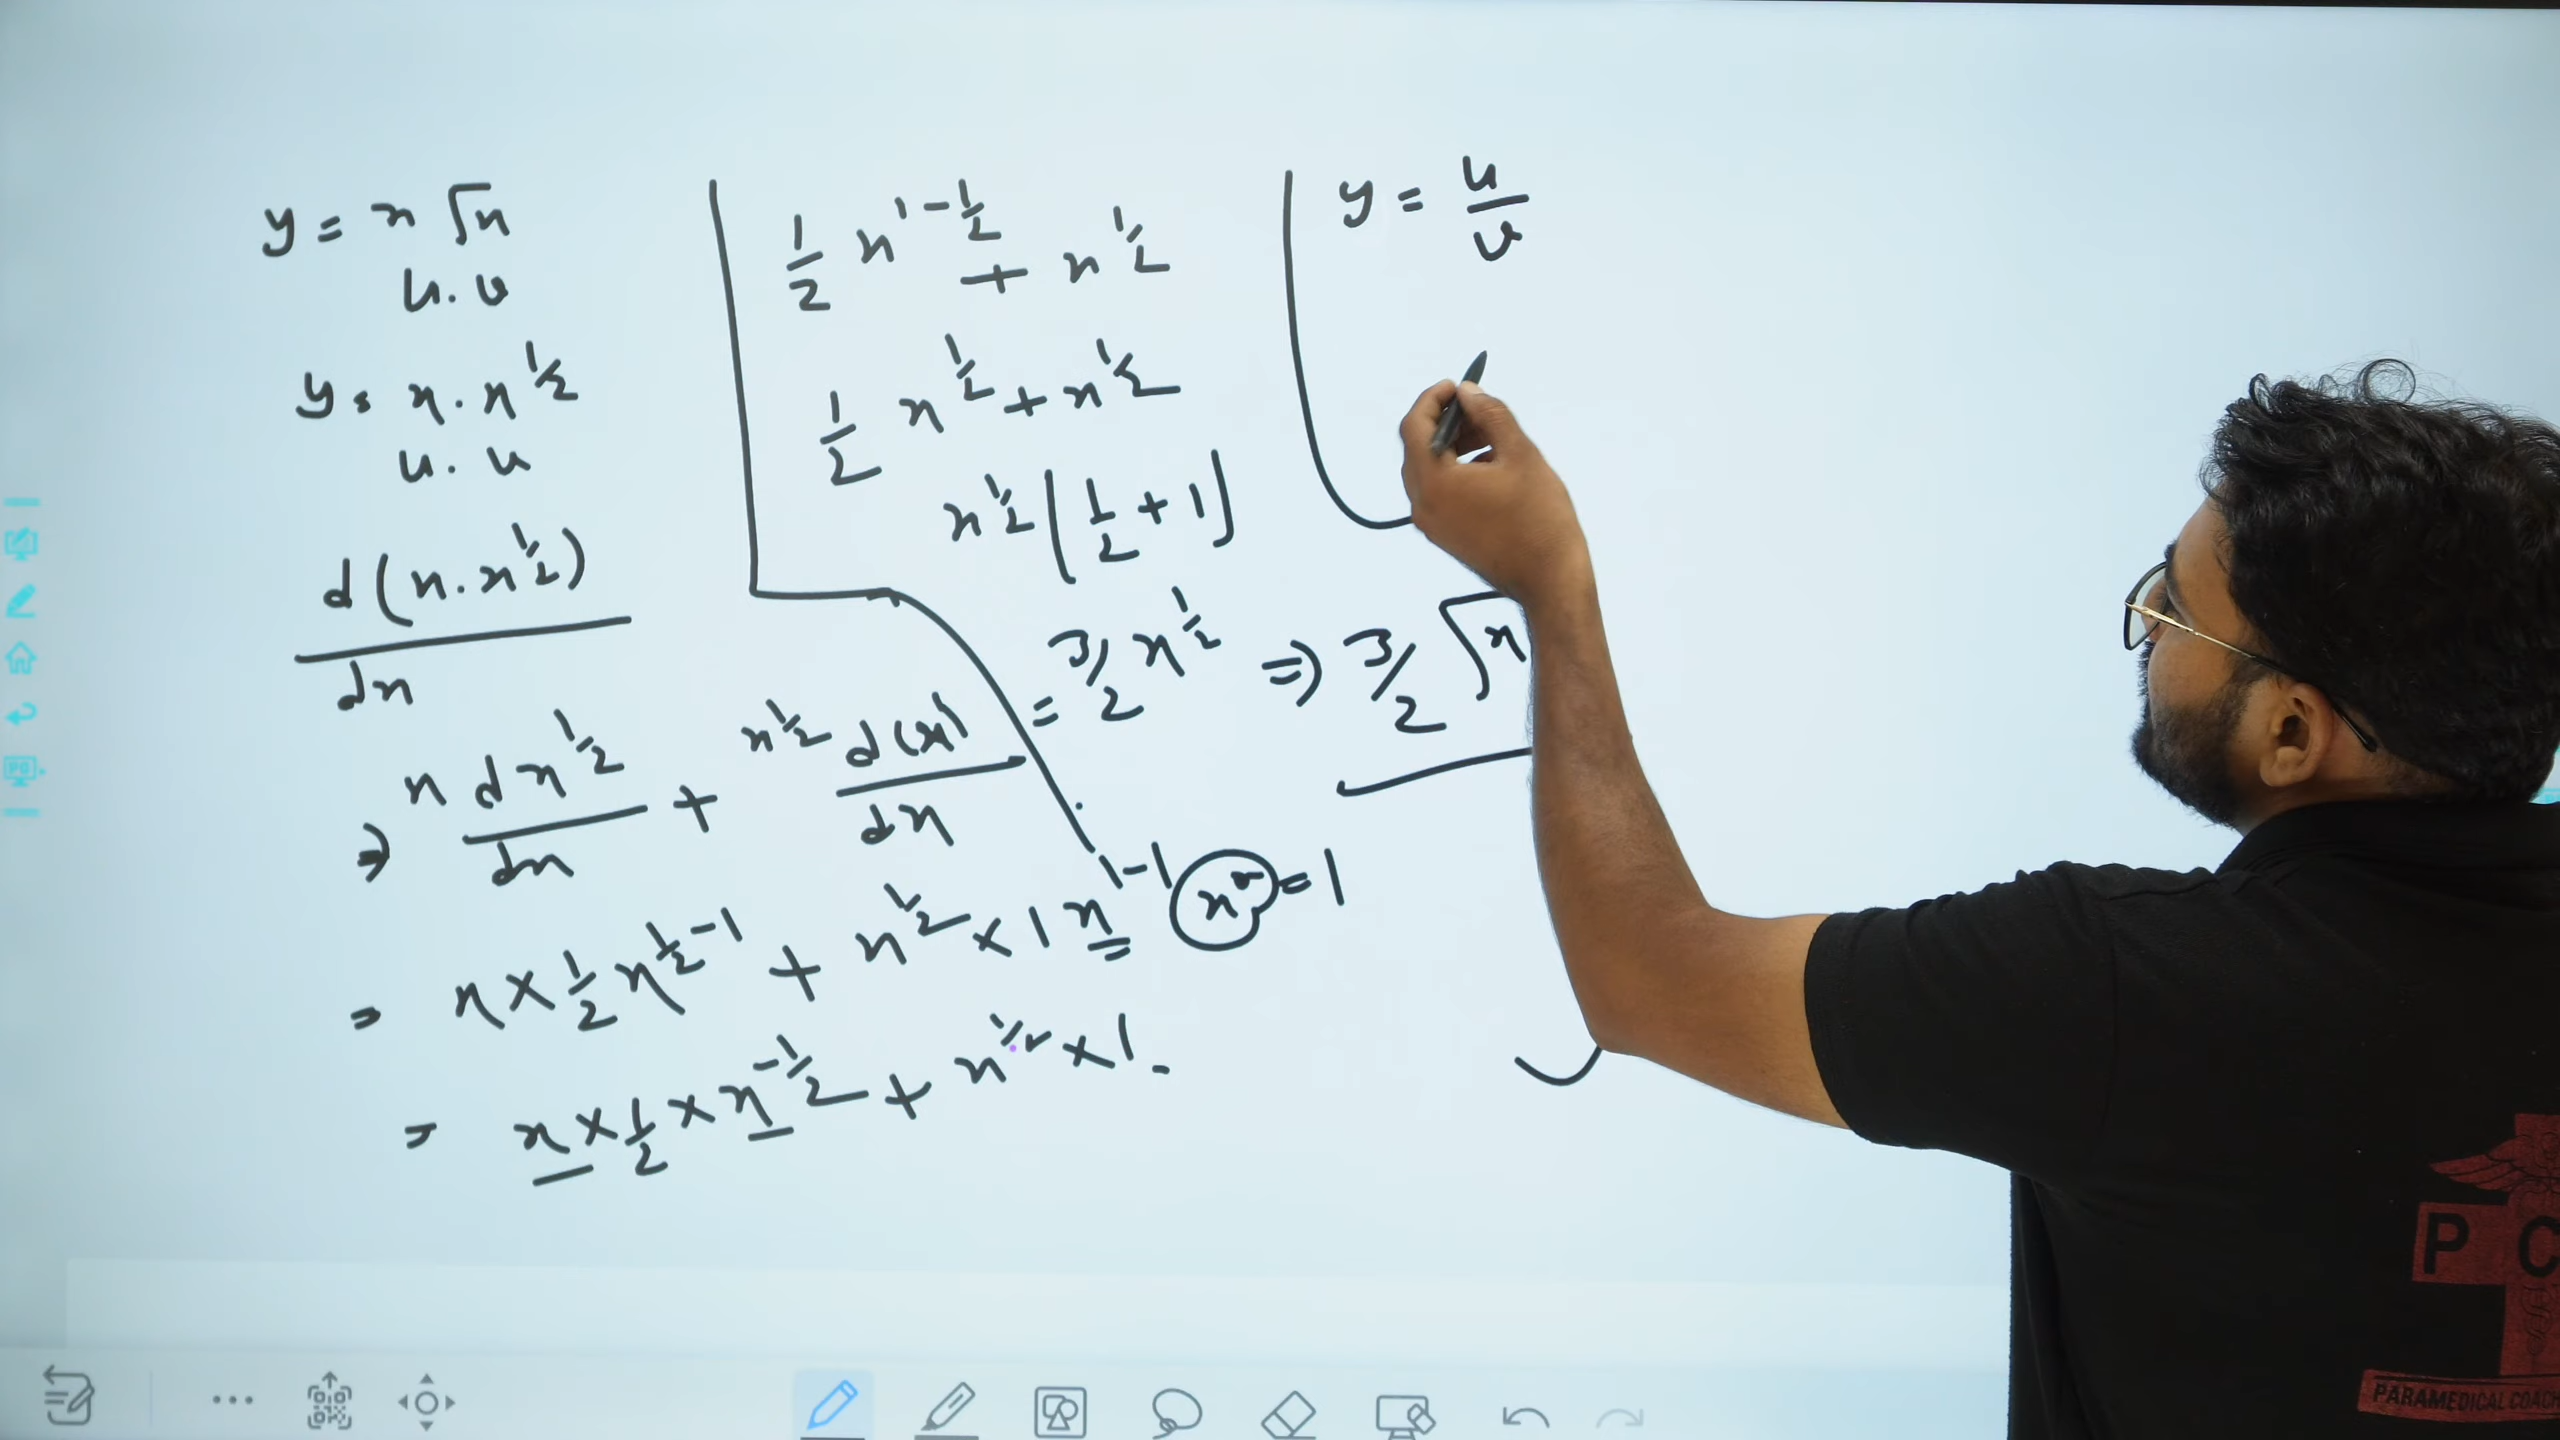 y = x √x
u . v
y = x . x^1/2
u . v
d(x . x^1/2)
dx
⇒ x dx^1/2 / dx + x^1/2 d(x) / dx
= x × 1/2 x^1/2-1 + x^1/2 × 1 x^1-1
x^0 = 1
= x × 1/2 × x^-1/2 + x^1/2 × 1 .
1/2 x^1-1/2 + x^1/2
1/2 x^1/2 + x^1/2
x^1/2 [1/2 + 1]
= 3/2 x^1/2 ⇒ 3/2 √x
y = u/v
P C
PARAMEDICAL COACH